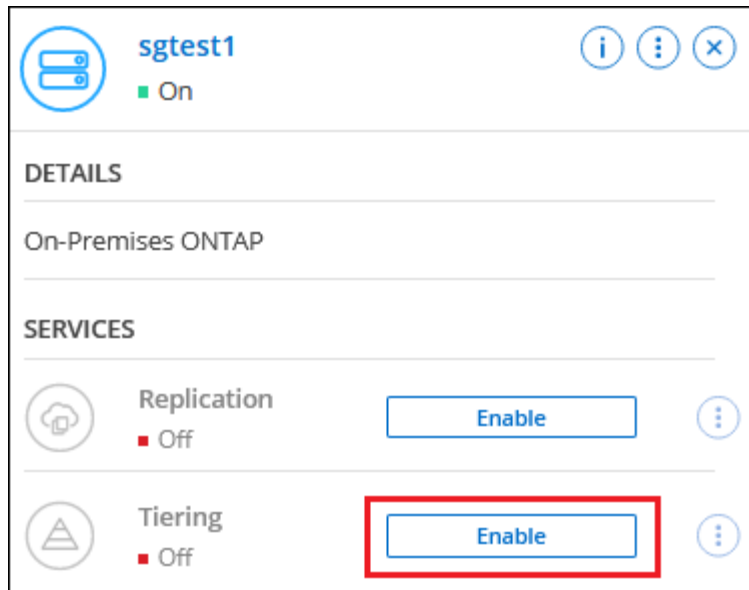 sgtest1
On
DETAILS
On-Premises ONTAP
SERVICES
Replication
Off
Enable
Tiering
Off
Enable